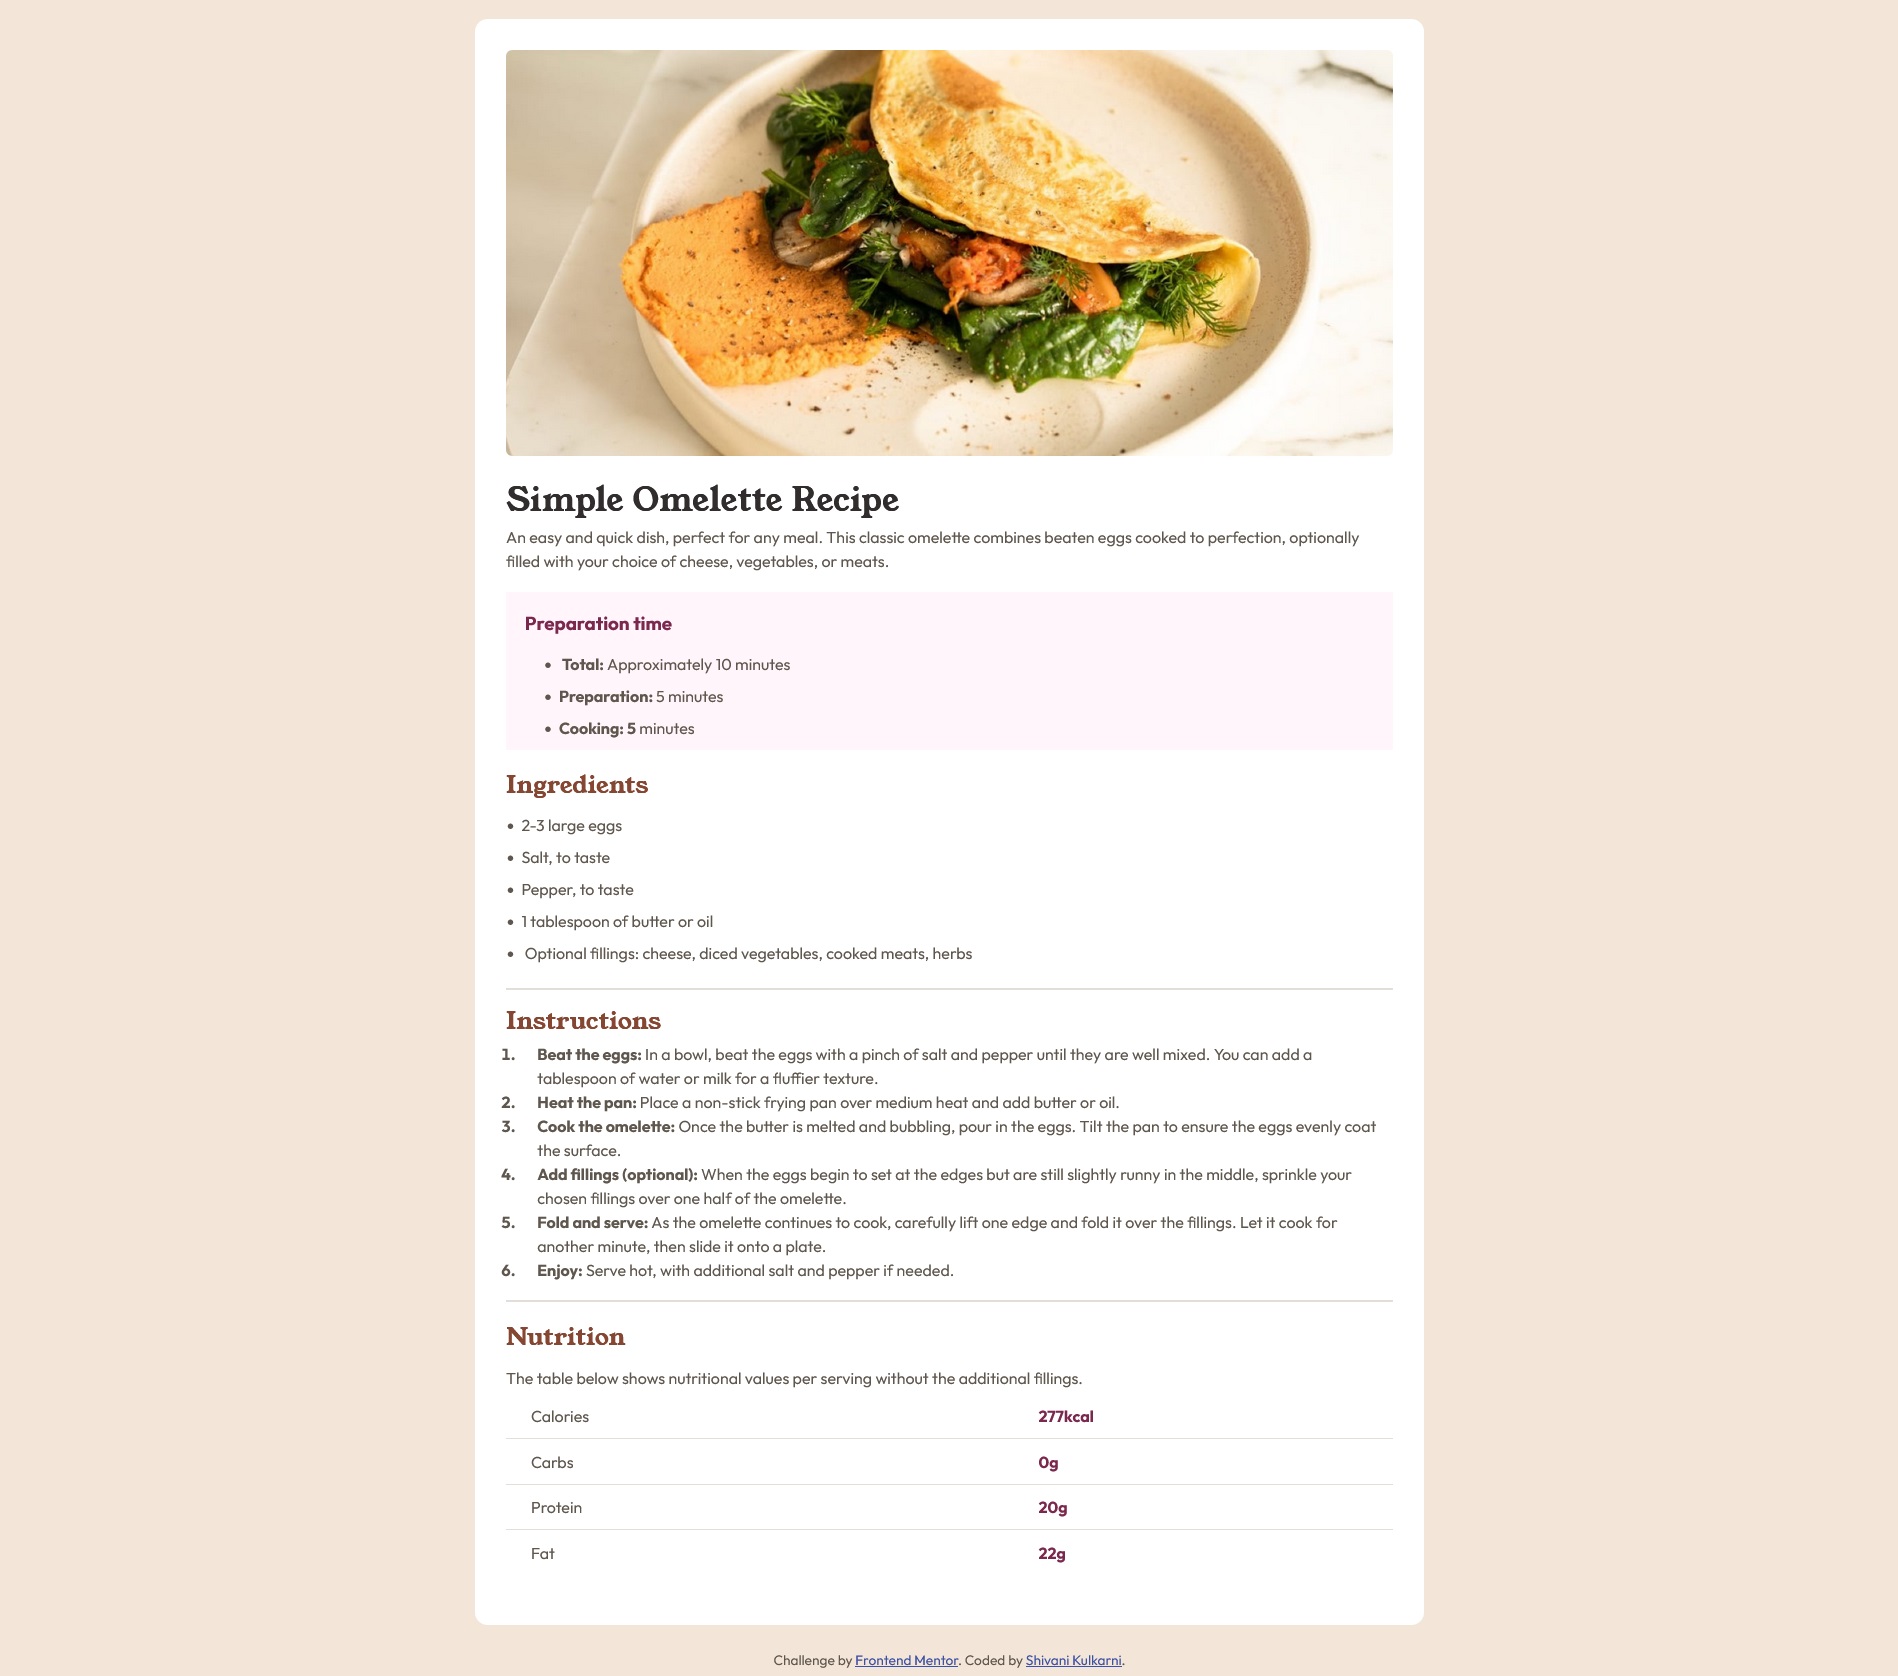 Simple Omelette Recipe
An easy and quick dish, perfect for any meal. This classic omelette combines beaten eggs cooked to perfection, optionally
filled with your choice of cheese, vegetables, or meats.
Preparation time
• Total: Approximately 10 minutes
• Preparation: 5 minutes
• Cooking: 5 minutes
Ingredients
• 2-3 large eggs
• Salt, to taste
• Pepper, to taste
• 1 tablespoon of butter or oil
• Optional fillings: cheese, diced vegetables, cooked meats, herbs
Instructions
1. Beat the eggs: In a bowl, beat the eggs with a pinch of salt and pepper until they are well mixed. You can add a
tablespoon of water or milk for a fluffier texture.
2. Heat the pan: Place a non-stick frying pan over medium heat and add butter or oil.
3. Cook the omelette: Once the butter is melted and bubbling, pour in the eggs. Tilt the pan to ensure the eggs evenly coat
the surface.
4. Add fillings (optional): When the eggs begin to set at the edges but are still slightly runny in the middle, sprinkle your
chosen fillings over one half of the omelette.
5. Fold and serve: As the omelette continues to cook, carefully lift one edge and fold it over the fillings. Let it cook for
another minute, then slide it onto a plate.
6. Enjoy: Serve hot, with additional salt and pepper if needed.
Nutrition
The table below shows nutritional values per serving without the additional fillings.
Calories 277kcal
Carbs 0g
Protein 20g
Fat 22g
Challenge by Frontend Mentor. Coded by Shivani Kulkarni.